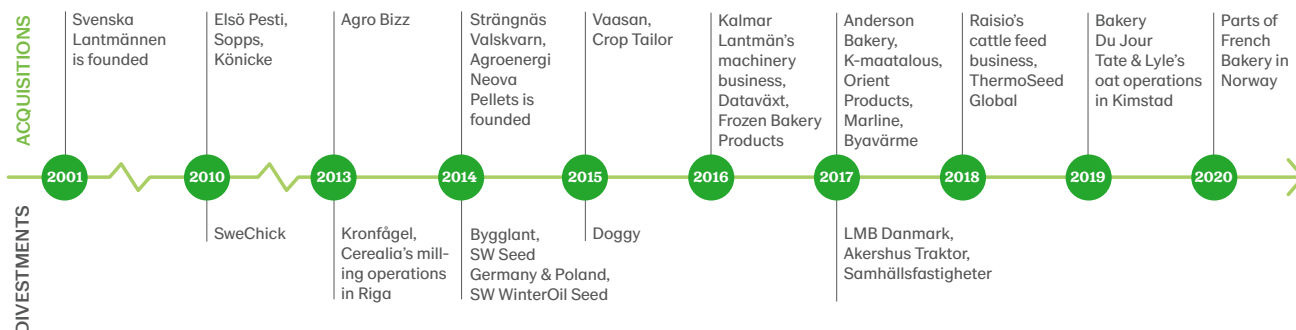 ACQUISITIONS
Svenska
Lantmännen
is founded
Elsö Pesti,
Sopps,
Könicke
Agro Bizz
Strängnäs
Valskvarn,
Agroenergi
Neova
Pellets is
founded
Vaasan,
Crop Tailor
Kalmar
Lantmän’s
machinery
business,
Dataväxt,
Frozen Bakery
Products
Anderson
Bakery,
K-maatalous,
Orient
Products,
Marline,
Byavärme
Raisio’s
cattle feed
business,
ThermoSeed
Global
Bakery
Du Jour
Tate & Lyle’s
oat operations
in Kimstad
Parts of
French
Bakery in
Norway
2001
2010
2013
2014
2015
2016
2017
2018
2019
2020
DIVESTMENTS
SweChick
Kronfågel,
Cerealia’s mill-
ing operations
in Riga
Bygglant,
SW Seed
Germany & Poland,
SW WinterOil Seed
Doggy
LMB Danmark,
Akershus Traktor,
Samhällsfastigheter